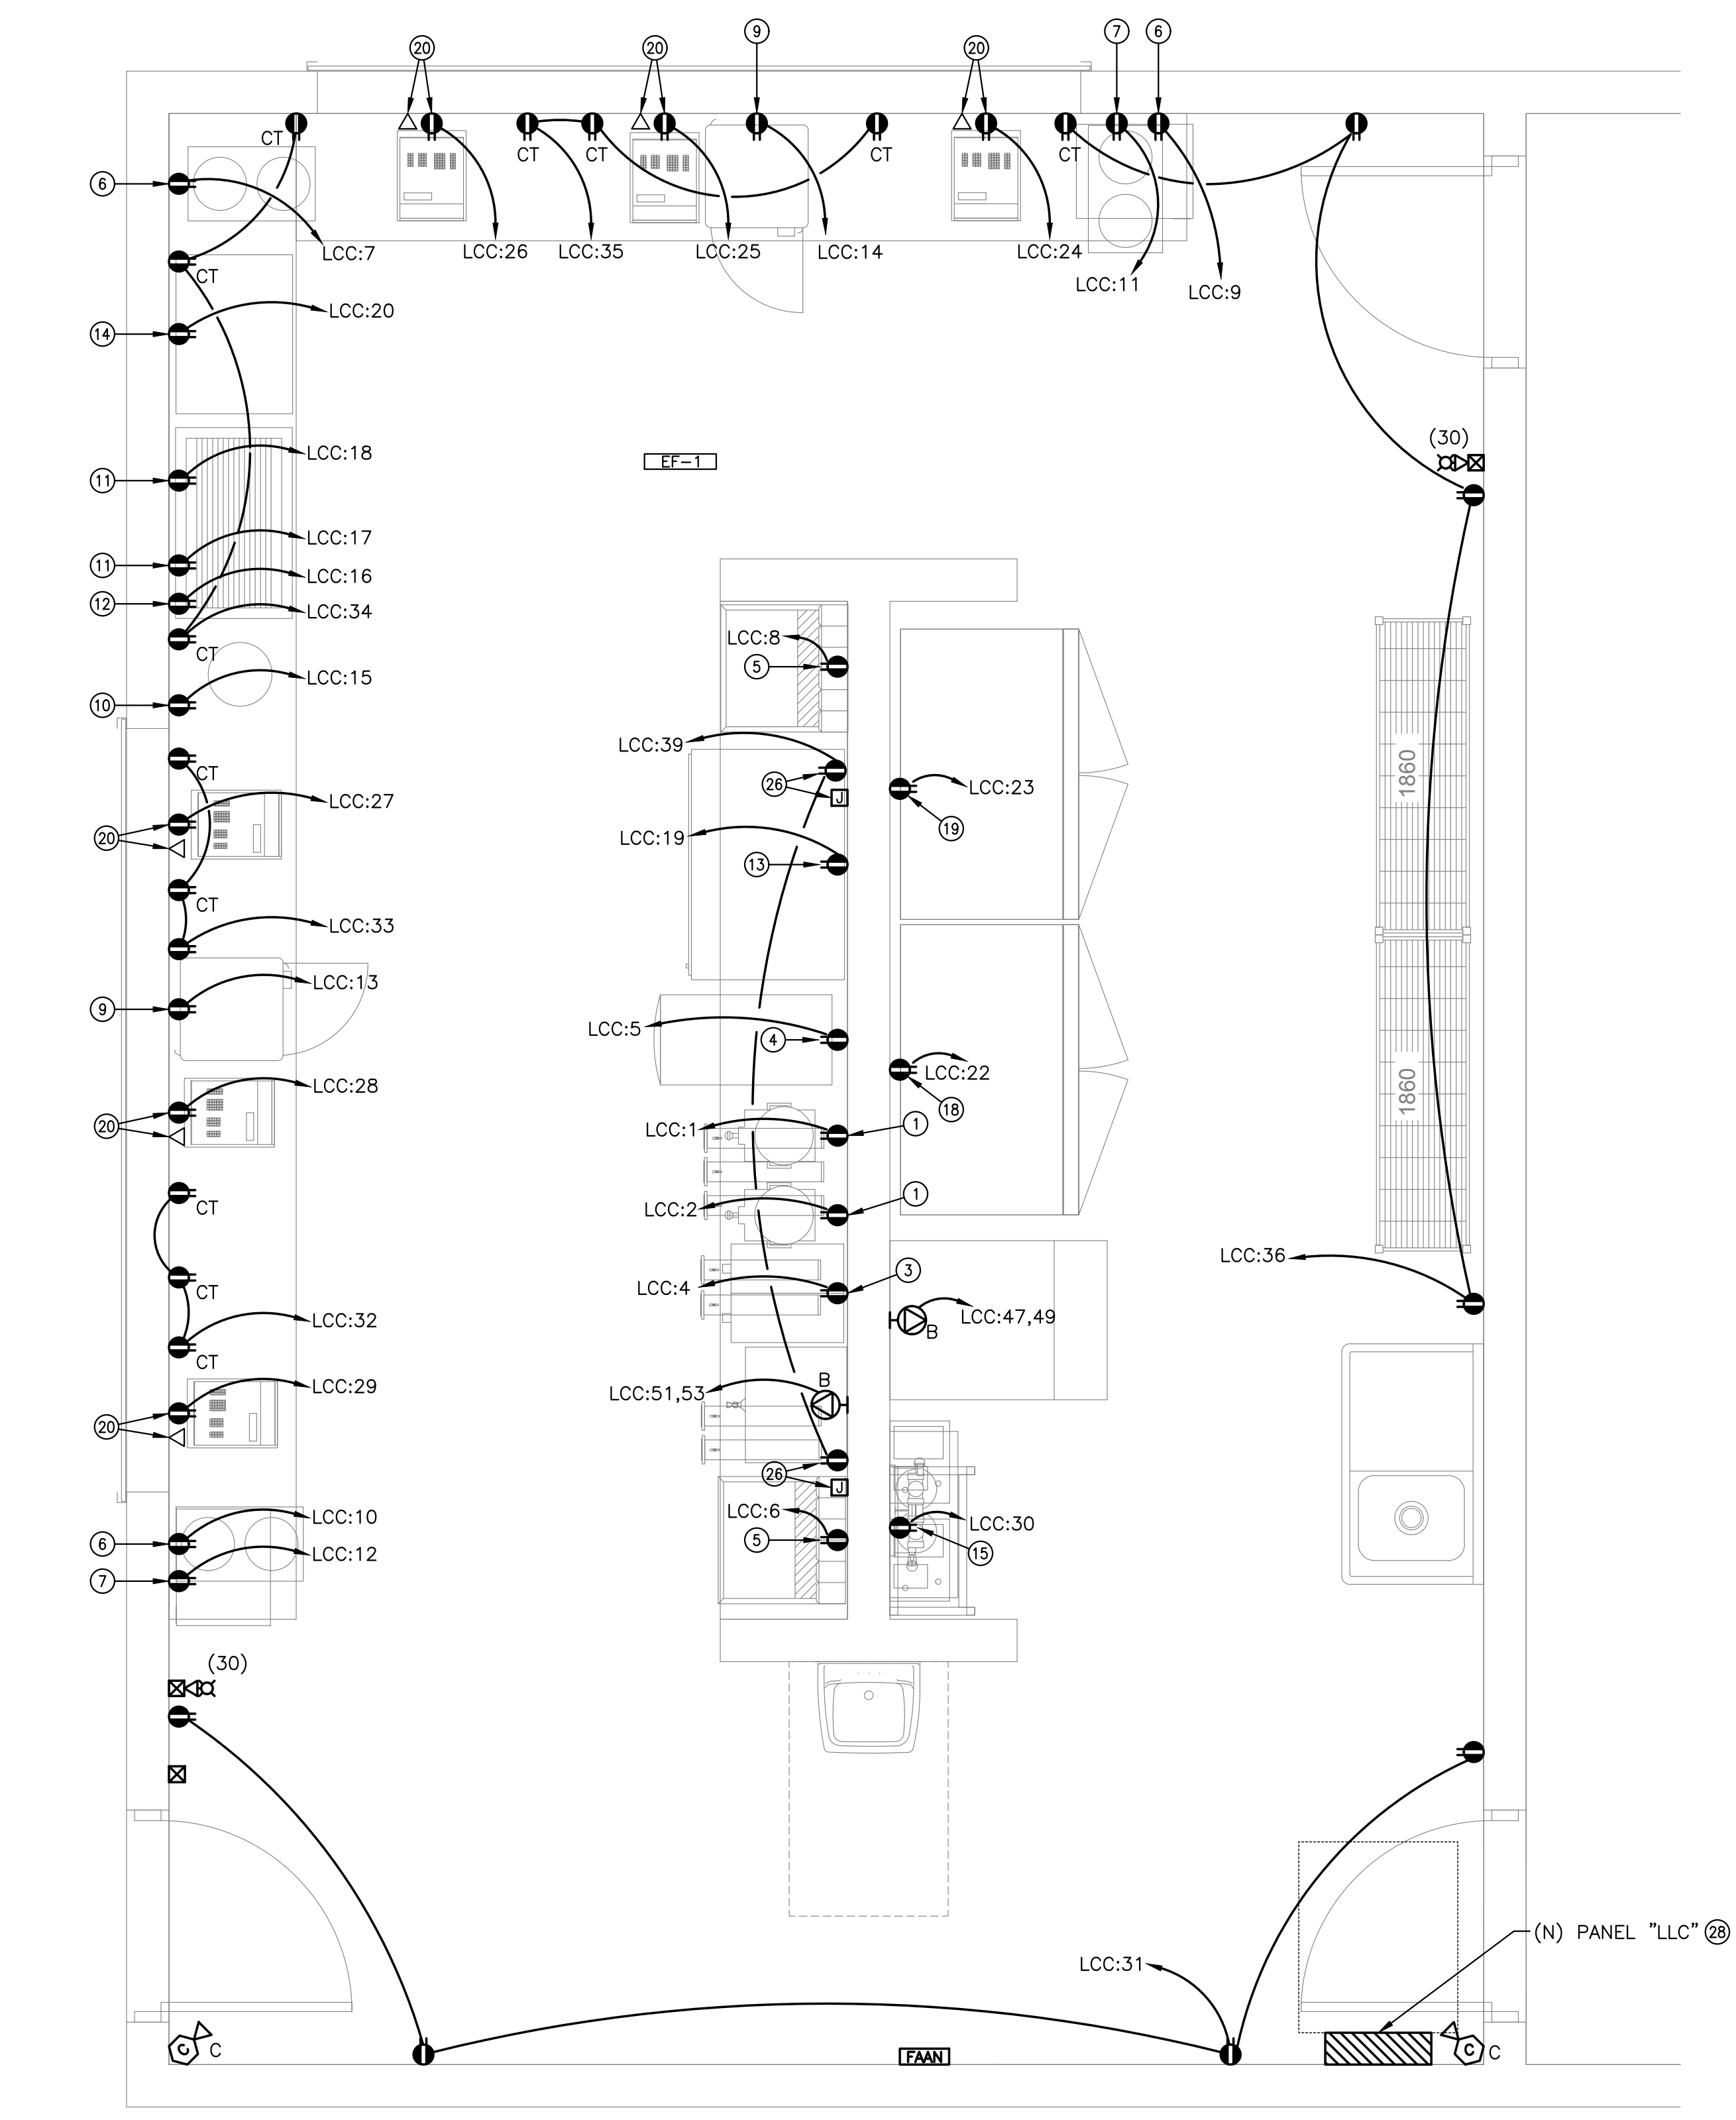 9
7
6
20
20
20
CT
CT
CT
CT
CT
6
LCC:7
LCC:26
LCC:35
LCC:25
LCC:14
LCC:24
LCC:11
LCC:9
CT
LCC:20
14
(30)
LCC:18
EF-1
11
LCC:17
11
LCC:16
12
LCC:34
CT
LCC:8
5
LCC:15
10
LCC:39
CT
26
J
LCC:23
1860
LCC:27
19
20
LCC:19
13
CT
LCC:33
LCC:13
9
LCC:5
4
LCC:22
LCC:28
18
1860
20
LCC:1
1
CT
LCC:2
1
LCC:36
3
CT
LCC:4
LCC:32
LCC:47,49
B
CT
LCC:29
B
LCC:51,53
20
26
J
LCC:10
LCC:6
LCC:30
6
5
15
LCC:12
7
(30)
(N) PANEL "LLC" 28
LCC:31
C
C
FAAN
C
C